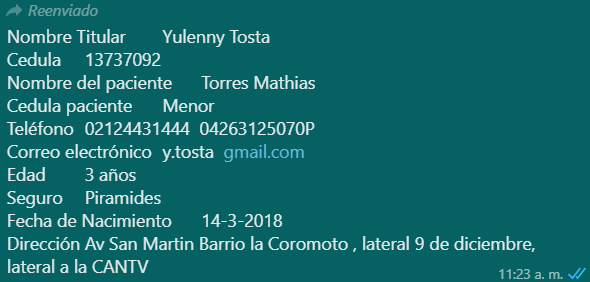 Reenviado
Nombre Titular Yulenny Tosta
Cedula 13737092
Nombre del paciente Torres Mathias
Cedula paciente Menor
Teléfono 02124431444 04263125070P
Correo electrónico y.tosta gmail.com
Edad 3 años
Seguro Piramides
Fecha de Nacimiento 14-3-2018
Dirección Av San Martin Barrio la Coromoto , lateral 9 de diciembre,
lateral a la CANTV
11:23 a. m.